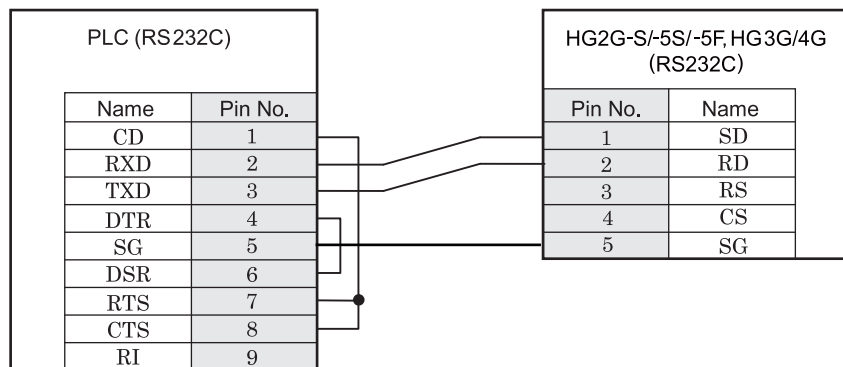 PLC (RS232C)
Name Pin No.
CD 1
RXD 2
TXD 3
DTR 4
SG 5
DSR 6
RTS 7
CTS 8
RI 9
HG2G-S/-5S/-5F, HG3G/4G
(RS232C)
Pin No. Name
1 SD
2 RD
3 RS
4 CS
5 SG